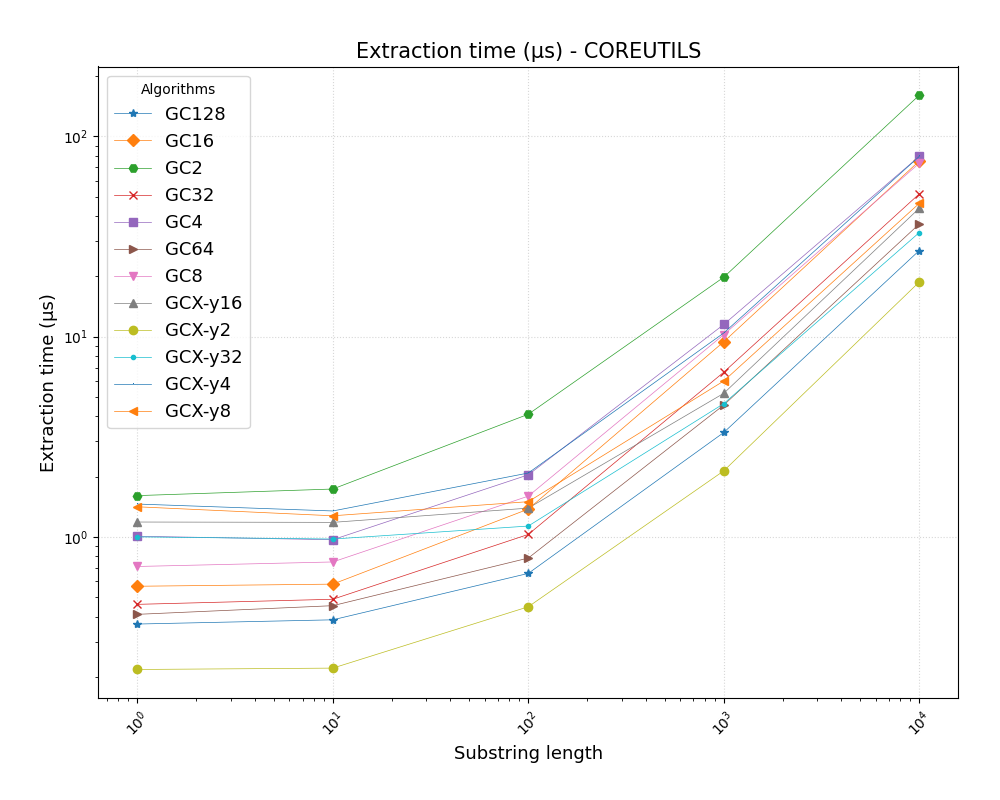 Extraction time (µs) - COREUTILS
Extraction time (µs)
10²
10¹
10⁰
Algorithms
GC128
GC16
GC2
GC32
GC4
GC64
GC8
GCX-y16
GCX-y2
GCX-y32
GCX-y4
GCX-y8
10⁰ 10¹ 10² 10³ 10⁴
Substring length